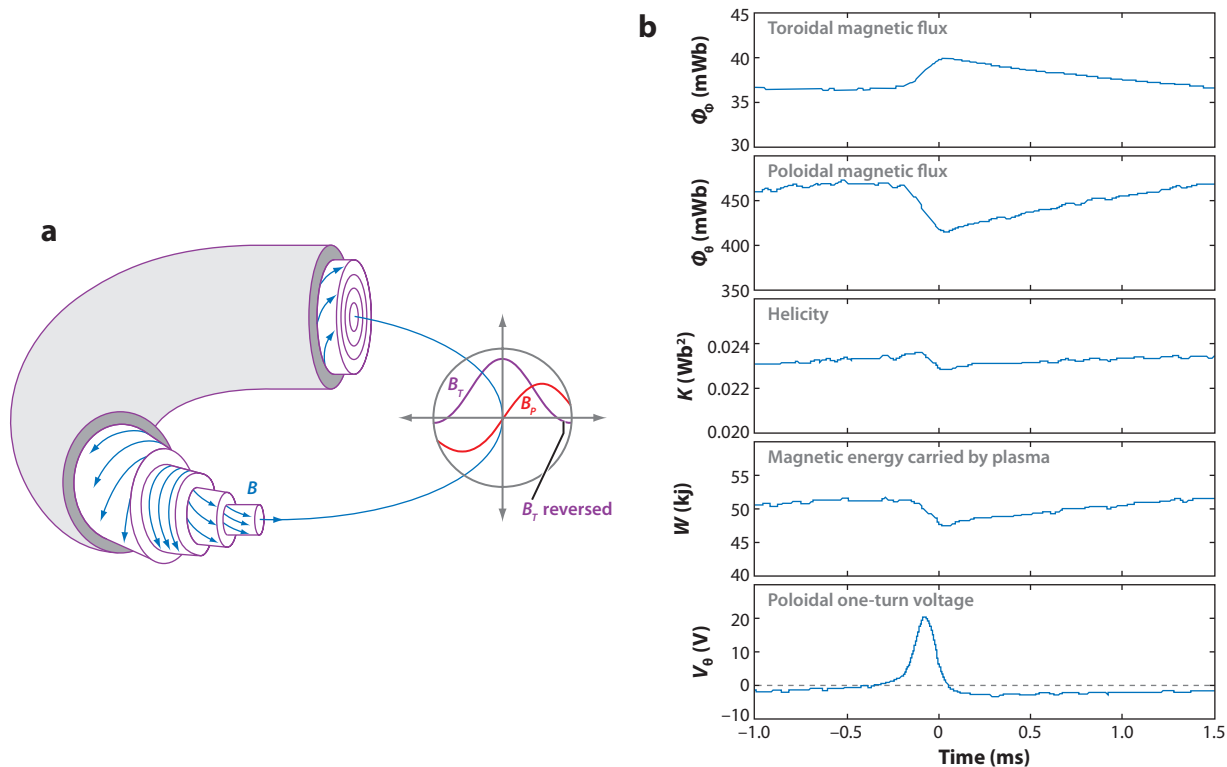 a
B
B_T
B_P
B_T reversed
b
Toroidal magnetic flux
Φ_Φ (mWb)
45
40
35
30
Poloidal magnetic flux
Φ_θ (mWb)
450
400
350
Helicity
K (Wb²)
0.024
0.022
0.020
Magnetic energy carried by plasma
W (kj)
55
50
45
40
Poloidal one-turn voltage
V_θ (V)
20
10
0
−10
−1.0 −0.5 0 0.5 1.0 1.5
Time (ms)